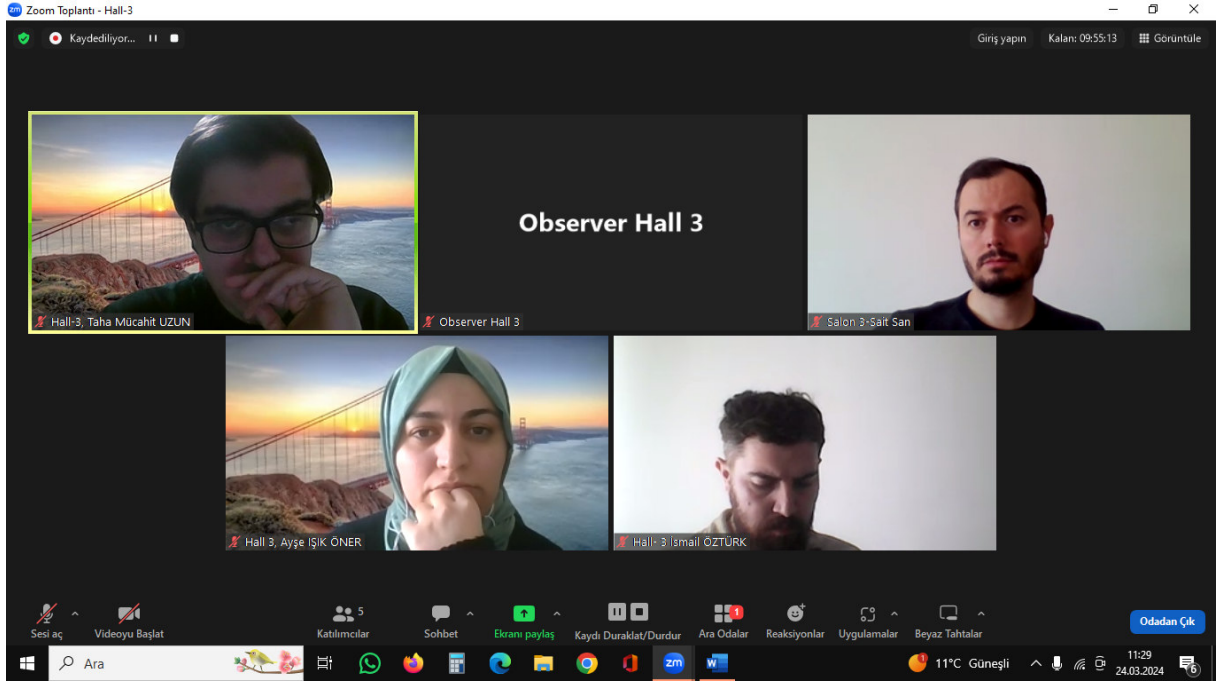 zm Zoom Toplantı - Hall-3
Kaydediliyor...
Giriş yapın
Kalan: 09:55:13
Görüntüle
Observer Hall 3
Hall-3, Taha Mücahit UZUN
Observer Hall 3
Salon 3-Sait San
Hall 3, Ayşe IŞIK ÖNER
Hall- 3 İsmail ÖZTÜRK
5
1
Sesi aç
Videoyu Başlat
Katılımcılar
Sohbet
Ekranı paylaş
Kaydı Duraklat/Durdur
Ara Odalar
Reaksiyonlar
Uygulamalar
Beyaz Tahtalar
Odadan Çık
Ara
zm
W
11°C Güneşli
11:29
24.03.2024
6